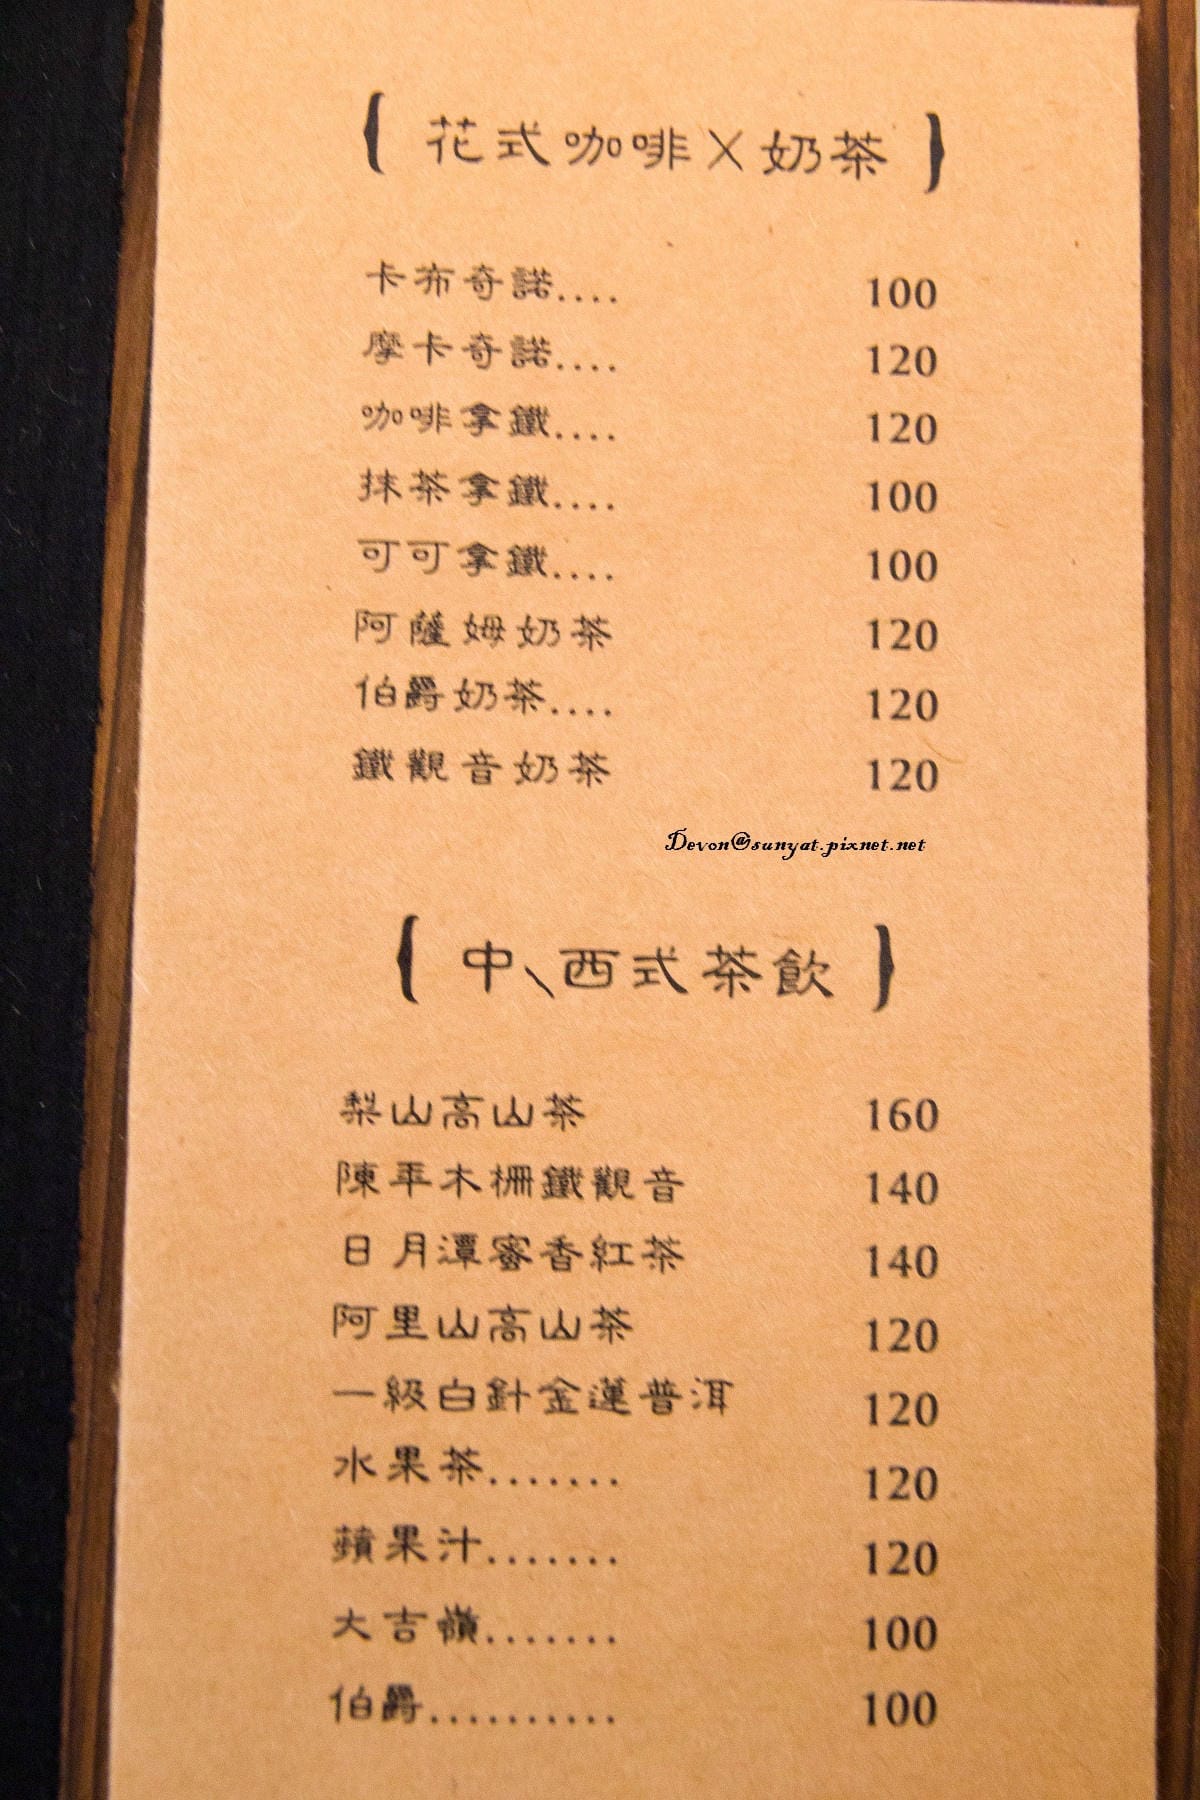 { 花式咖啡X奶茶 }
卡布奇諾.... 100
摩卡奇諾.... 120
咖啡拿鐵.... 120
抹茶拿鐵.... 100
可可拿鐵.... 100
阿薩姆奶茶 120
伯爵奶茶.... 120
鐵觀音奶茶 120
Devon@sunyat.pixnet.net
{ 中、西式茶飲 }
梨山高山茶 160
陳年木柵鐵觀音 140
日月潭蜜香紅茶 140
阿里山高山茶 120
一級白針金蓮普洱 120
水果茶....... 120
蘋果汁....... 120
大吉嶺....... 100
伯爵.......... 100